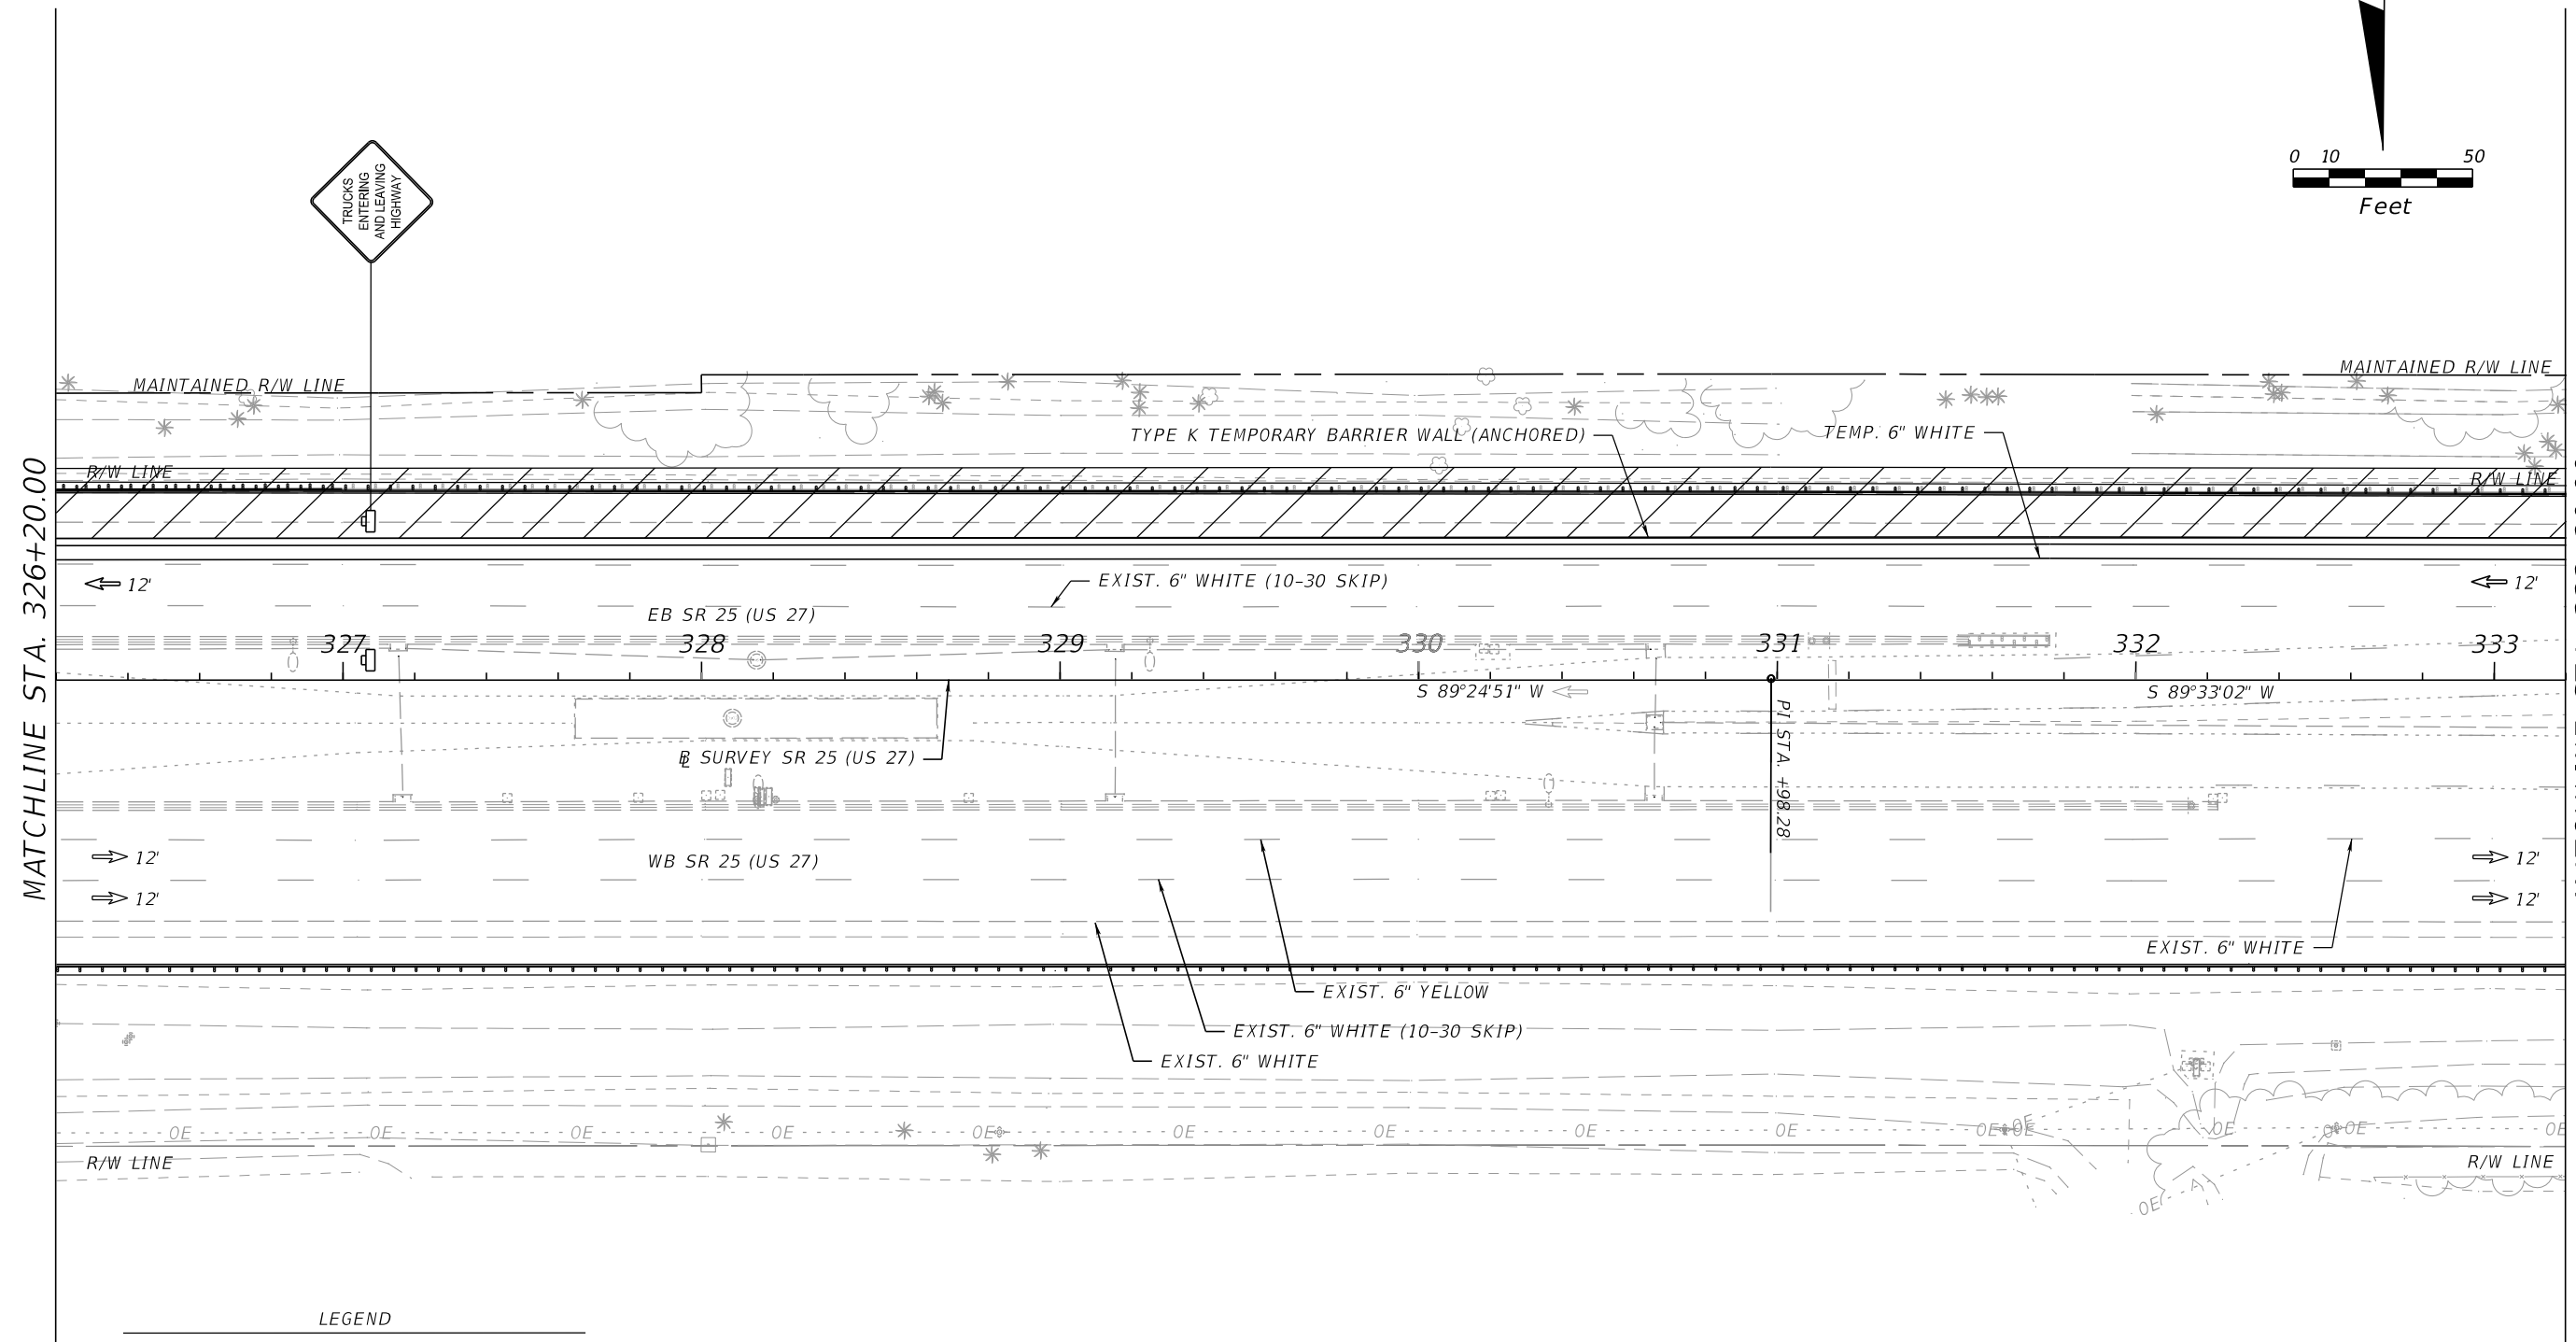 0 10 50
Feet
TRUCKS
ENTERING
AND LEAVING
HIGHWAY
MAINTAINED R/W LINE
MAINTAINED R/W LINE
TYPE K TEMPORARY BARRIER WALL (ANCHORED)
TEMP. 6" WHITE
R/W LINE
R/W LINE
MATCHLINE STA. 326+20.00
12'
EXIST. 6" WHITE (10-30 SKIP)
12'
EB SR 25 (US 27)
327 328 329 330 331 332 333
S 89°24'51" W
S 89°33'02" W
PI STA. +98.28
BL SURVEY SR 25 (US 27)
12'
WB SR 25 (US 27)
12'
12'
12'
EXIST. 6" WHITE
EXIST. 6" YELLOW
EXIST. 6" WHITE (10-30 SKIP)
EXIST. 6" WHITE
OE OE OE OE OE OE OE OE OE OE OE OE OE OE OE
R/W LINE
R/W LINE
OE
LEGEND